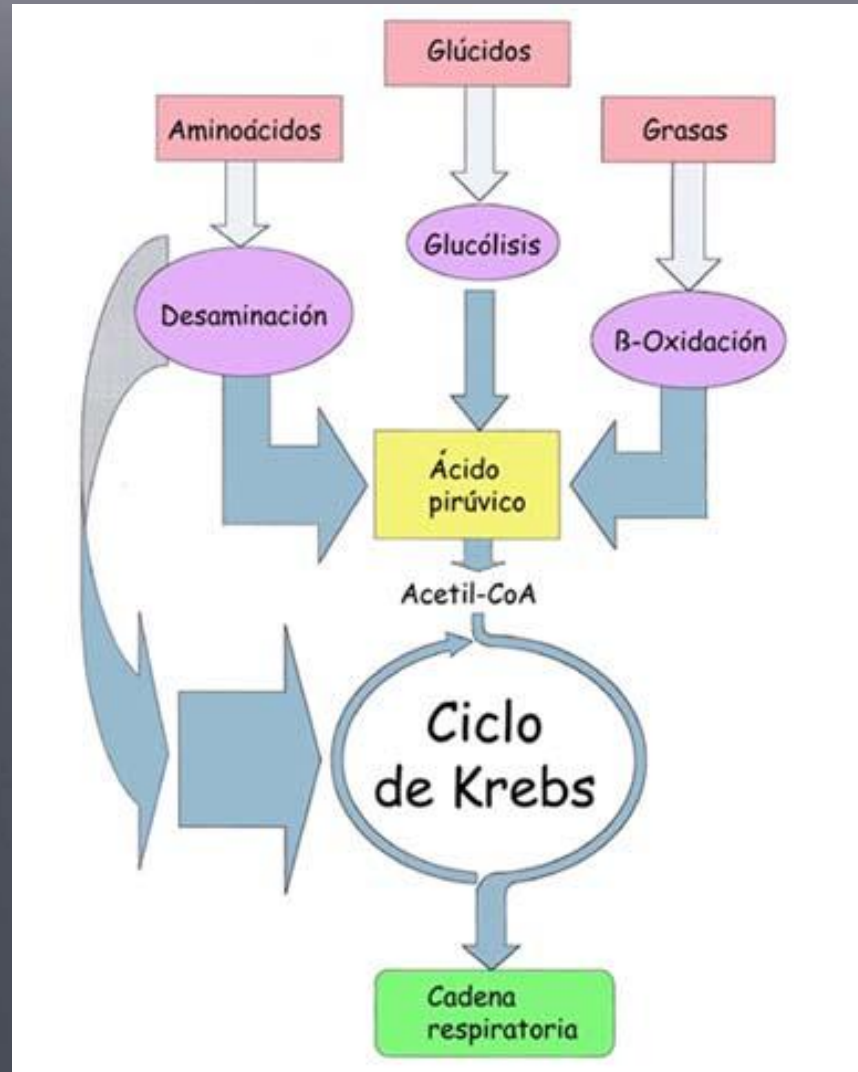 Glúcidos
Aminoácidos
Grasas
Glucólisis
Desaminación
ß-Oxidación
Ácido
pirúvico
Acetil-CoA
Ciclo
de Krebs
Cadena
respiratoria